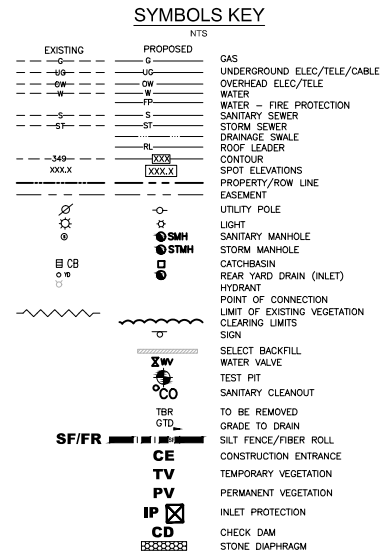 SYMBOLS KEY
NTS
EXISTING PROPOSED
G G GAS
UG UG UNDERGROUND ELEC/TELE/CABLE
OW OW OVERHEAD ELEC/TELE
W W WATER
FP WATER - FIRE PROTECTION
S S SANITARY SEWER
ST ST STORM SEWER
DRAINAGE SWALE
RL ROOF LEADER
349 XXX CONTOUR
XXX.X XXX.X SPOT ELEVATIONS
PROPERTY/ROW LINE
EASEMENT
UTILITY POLE
LIGHT
S SMH SANITARY MANHOLE
STMH STORM MANHOLE
CB CATCHBASIN
YD REAR YARD DRAIN (INLET)
HYDRANT
POINT OF CONNECTION
LIMIT OF EXISTING VEGETATION
CLEARING LIMITS
SIGN
SELECT BACKFILL
WV WATER VALVE
TEST PIT
CO SANITARY CLEANOUT
TBR TO BE REMOVED
GTD GRADE TO DRAIN
SF/FR SF SILT FENCE/FIBER ROLL
CE CONSTRUCTION ENTRANCE
TV TEMPORARY VEGETATION
PV PERMANENT VEGETATION
IP INLET PROTECTION
CD CHECK DAM
STONE DIAPHRAGM